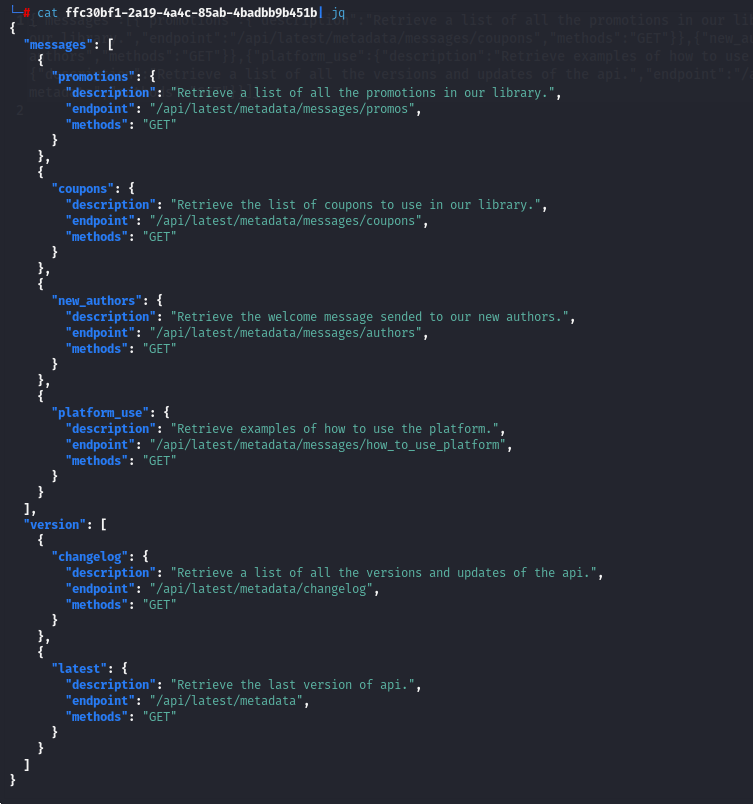 └─# cat ffc30bf1-2a19-4a4c-85ab-4badbb9b451b| jq
{
  "messages": [
    {
      "promotions": {
        "description": "Retrieve a list of all the promotions in our library.",
        "endpoint": "/api/latest/metadata/messages/promos",
        "methods": "GET"
      }
    },
    {
      "coupons": {
        "description": "Retrieve the list of coupons to use in our library.",
        "endpoint": "/api/latest/metadata/messages/coupons",
        "methods": "GET"
      }
    },
    {
      "new_authors": {
        "description": "Retrieve the welcome message sended to our new authors.",
        "endpoint": "/api/latest/metadata/messages/authors",
        "methods": "GET"
      }
    },
    {
      "platform_use": {
        "description": "Retrieve examples of how to use the platform.",
        "endpoint": "/api/latest/metadata/messages/how_to_use_platform",
        "methods": "GET"
      }
    }
  ],
  "version": [
    {
      "changelog": {
        "description": "Retrieve a list of all the versions and updates of the api.",
        "endpoint": "/api/latest/metadata/changelog",
        "methods": "GET"
      }
    },
    {
      "latest": {
        "description": "Retrieve the last version of api.",
        "endpoint": "/api/latest/metadata",
        "methods": "GET"
      }
    }
  ]
}